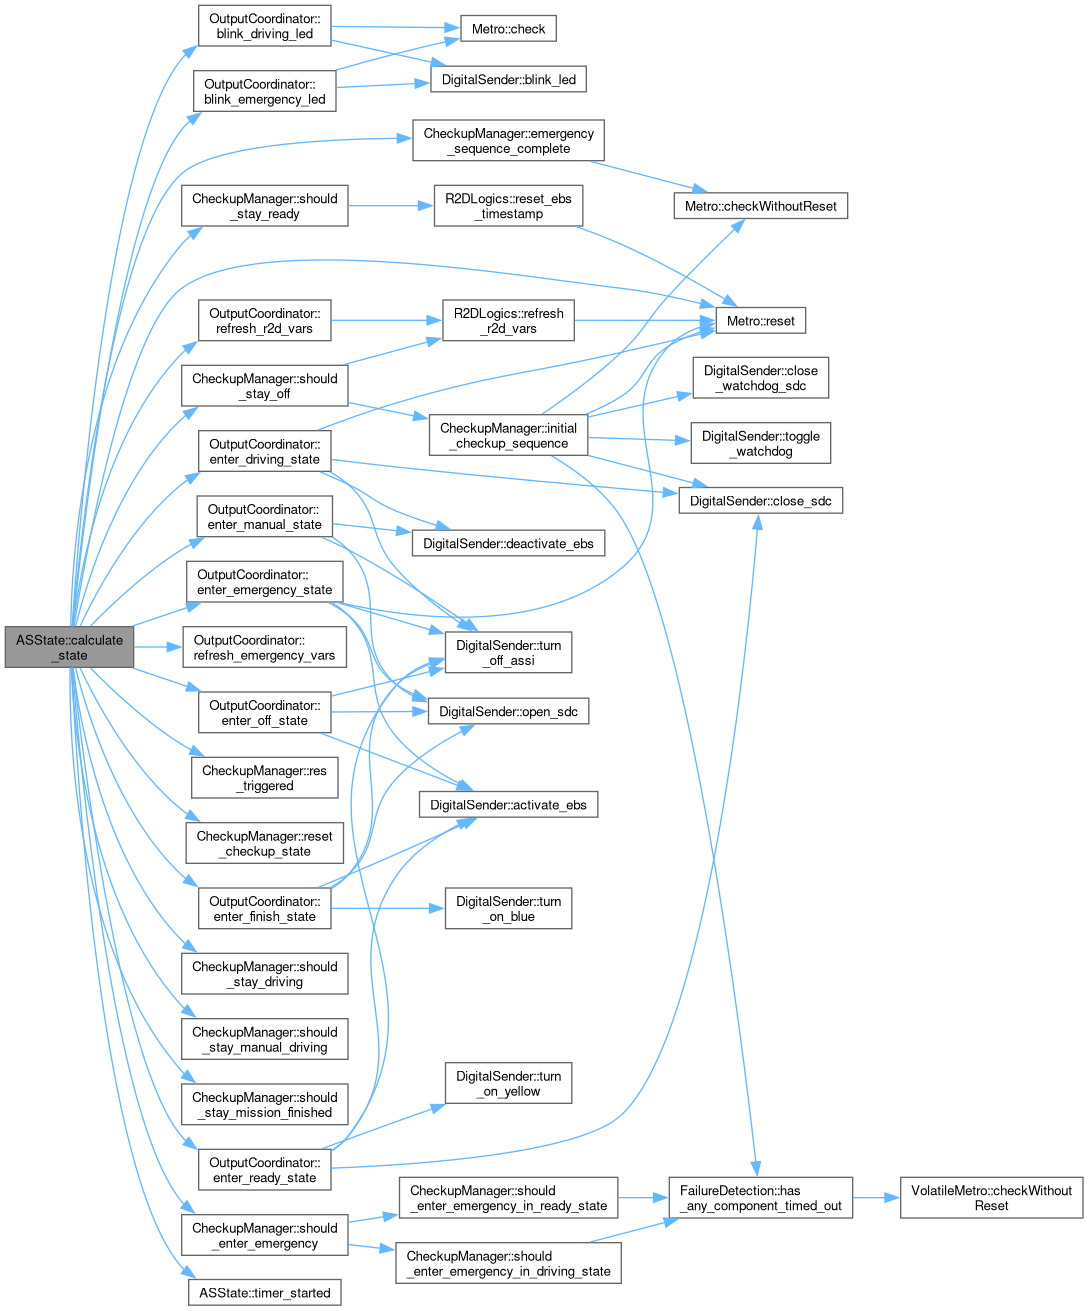 ASState::calculate
_state
OutputCoordinator::
blink_driving_led
OutputCoordinator::
blink_emergency_led
CheckupManager::emergency
_sequence_complete
CheckupManager::should
_stay_ready
OutputCoordinator::
refresh_r2d_vars
CheckupManager::should
_stay_off
OutputCoordinator::
enter_driving_state
OutputCoordinator::
enter_manual_state
OutputCoordinator::
enter_emergency_state
OutputCoordinator::
refresh_emergency_vars
OutputCoordinator::
enter_off_state
CheckupManager::res
_triggered
CheckupManager::reset
_checkup_state
OutputCoordinator::
enter_finish_state
CheckupManager::should
_stay_driving
CheckupManager::should
_stay_manual_driving
CheckupManager::should
_stay_mission_finished
OutputCoordinator::
enter_ready_state
CheckupManager::should
_enter_emergency
ASState::timer_started
Metro::check
DigitalSender::blink_led
R2DLogics::reset_ebs
_timestamp
R2DLogics::refresh
_r2d_vars
CheckupManager::initial
_checkup_sequence
DigitalSender::deactivate_ebs
DigitalSender::turn
_off_assi
DigitalSender::open_sdc
DigitalSender::activate_ebs
DigitalSender::turn
_on_blue
DigitalSender::turn
_on_yellow
CheckupManager::should
_enter_emergency_in_ready_state
CheckupManager::should
_enter_emergency_in_driving_state
Metro::checkWithoutReset
Metro::reset
DigitalSender::close
_watchdog_sdc
DigitalSender::toggle
_watchdog
DigitalSender::close_sdc
FailureDetection::has
_any_component_timed_out
VolatileMetro::checkWithout
Reset